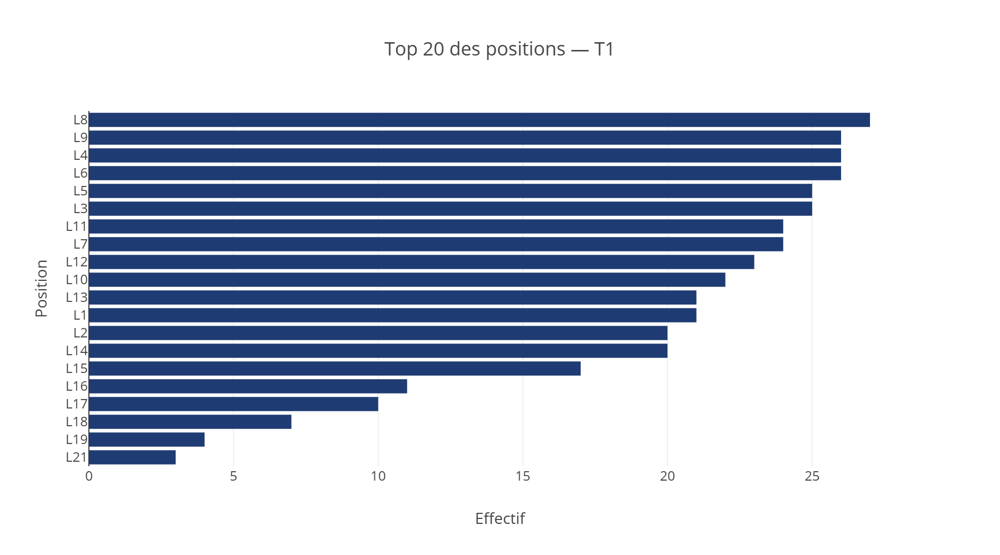 Top 20 des positions — T1
Position
L8
L9
L4
L6
L5
L3
L11
L7
L12
L10
L13
L1
L2
L14
L15
L16
L17
L18
L19
L21
0 5 10 15 20 25
Effectif